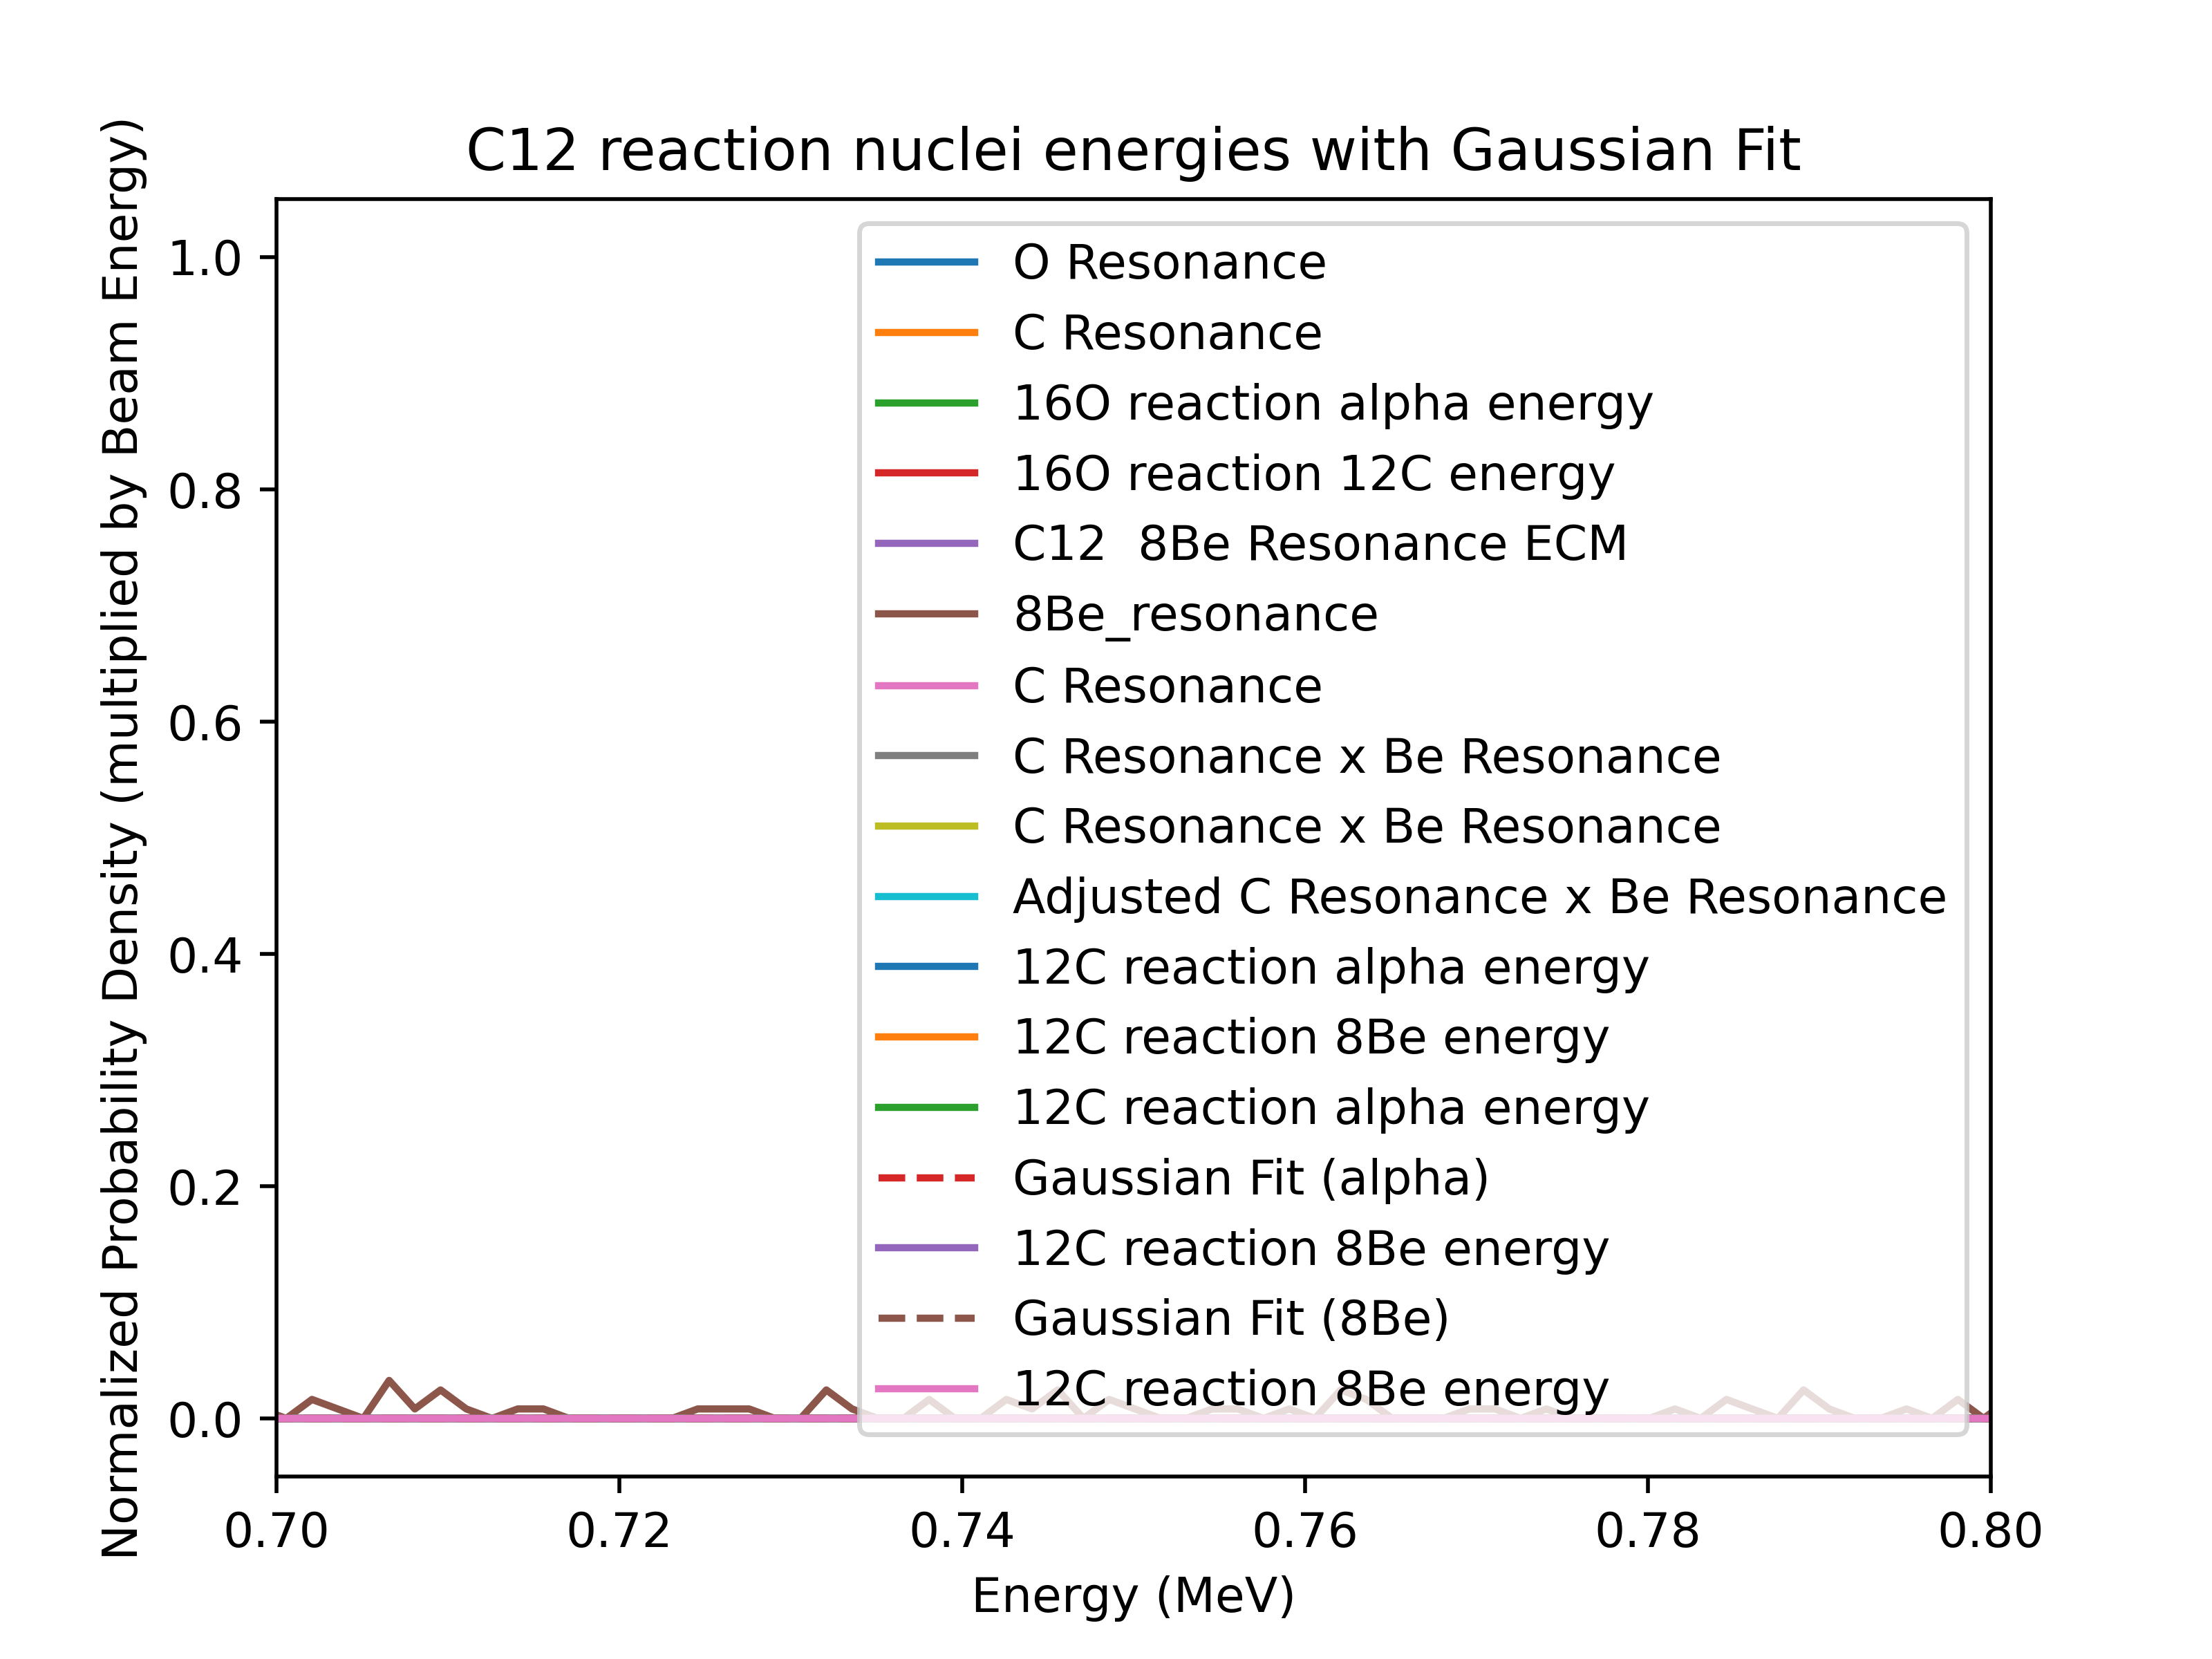 C12 reaction nuclei energies with Gaussian Fit
Normalized Probability Density (multiplied by Beam Energy)
1.0
0.8
0.6
0.4
0.2
0.0
O Resonance
C Resonance
16O reaction alpha energy
16O reaction 12C energy
C12  8Be Resonance ECM
8Be_resonance
C Resonance
C Resonance x Be Resonance
C Resonance x Be Resonance
Adjusted C Resonance x Be Resonance
12C reaction alpha energy
12C reaction 8Be energy
12C reaction alpha energy
Gaussian Fit (alpha)
12C reaction 8Be energy
Gaussian Fit (8Be)
12C reaction 8Be energy
0.70 0.72 0.74 0.76 0.78 0.80
Energy (MeV)